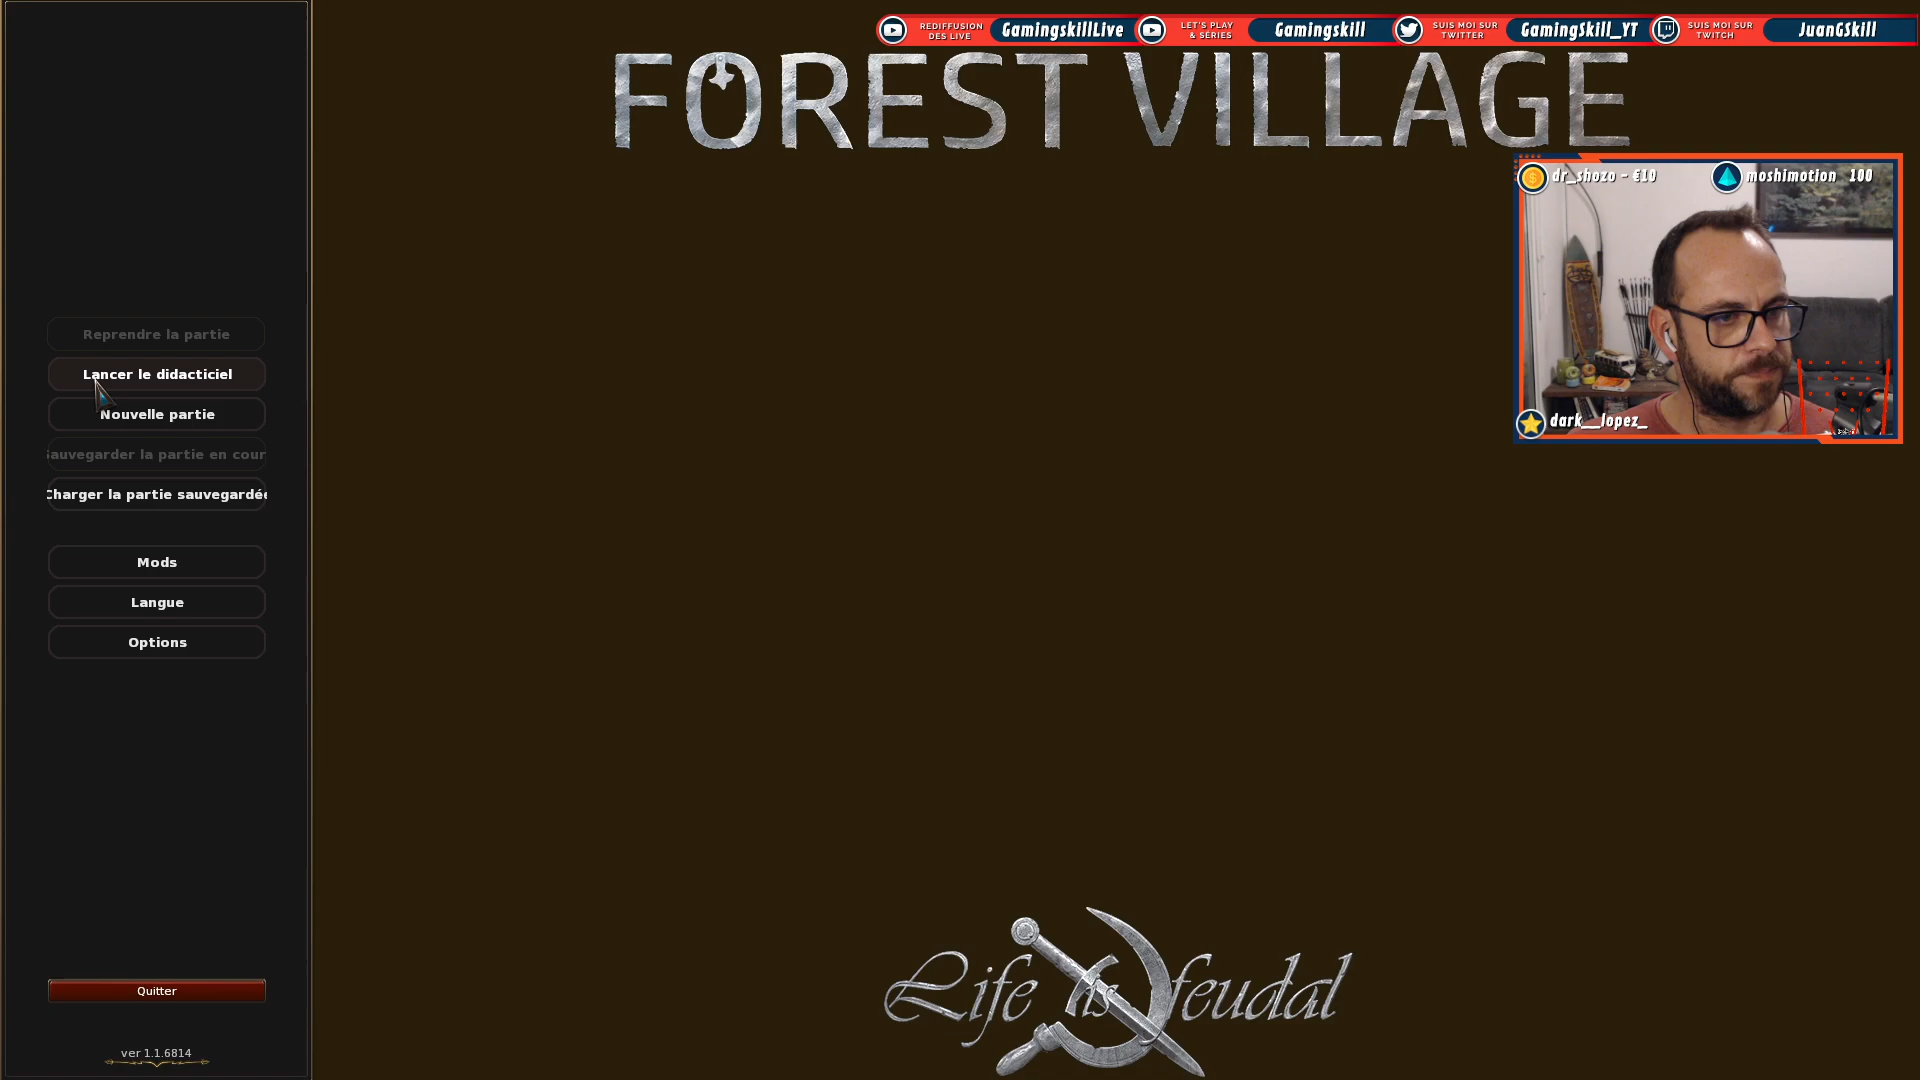 REDIFFUSION
DES LIVE
GamingskillLive
LET'S PLAY
& SÉRIES
Gamingskill
SUIS MOI SUR
TWITTER
GamingSkill_YT
SUIS MOI SUR
TWITCH
JuanGSkill
FOREST VILLAGE
dr_shozo - €10
moshimotion 100
dark__lopez_
Reprendre la partie
Lancer le didacticiel
Nouvelle partie
Sauvegarder la partie en cour
Charger la partie sauvegardée
Mods
Langue
Options
Quitter
ver 1.1.6814
Life is feudal